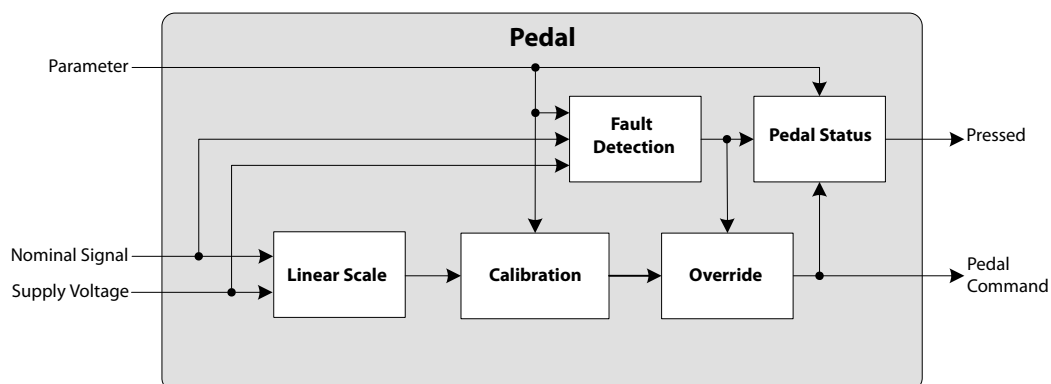 Pedal
Parameter
Fault
Detection
Pedal Status
Pressed
Nominal Signal
Supply Voltage
Linear Scale
Calibration
Override
Pedal
Command